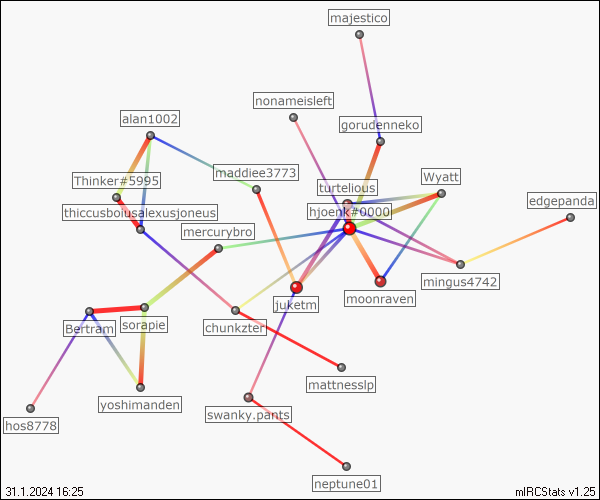 majestico
nonameisleft
alan1002
gorudenneko
Thinker#5995
maddiee3773
turtelious
Wyatt
edgepanda
thiccusboiusalexusjoneus
hjoenk#0000
mercurybro
mingus4742
moonraven
juketm
Bertram
sorapie
chunkzter
mattnesslp
yoshimanden
swanky.pants
hos8778
neptune01
31.1.2024 16:25
mIRCStats v1.25